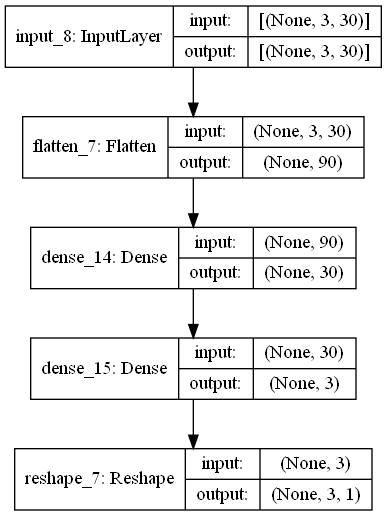 input_8: InputLayer input: [(None, 3, 30)]
output: [(None, 3, 30)]
flatten_7: Flatten input: (None, 3, 30)
output: (None, 90)
dense_14: Dense input: (None, 90)
output: (None, 30)
dense_15: Dense input: (None, 30)
output: (None, 3)
reshape_7: Reshape input: (None, 3)
output: (None, 3, 1)